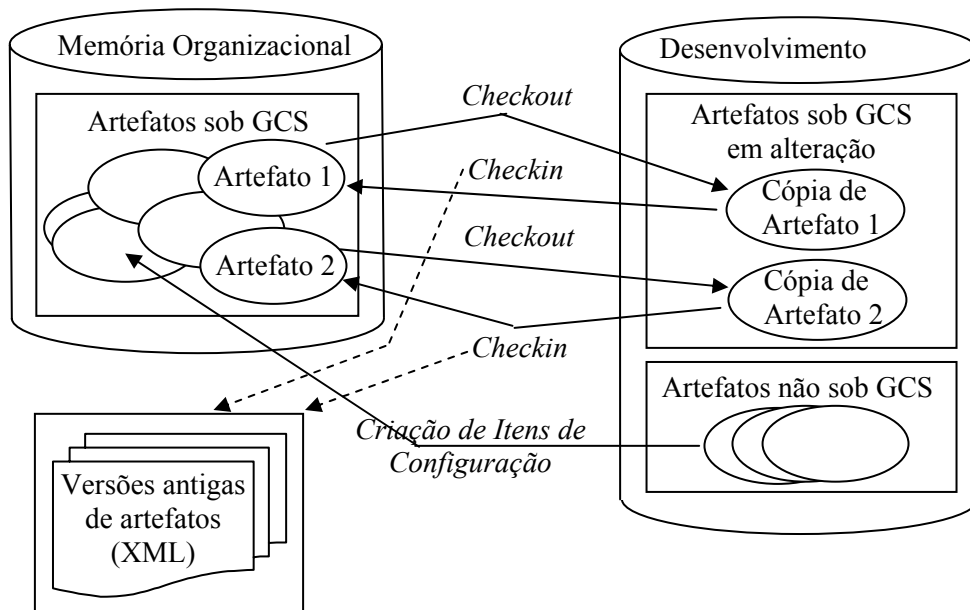 Memória Organizacional
Artefatos sob GCS
Artefato 1
Artefato 2
Checkout
Checkin
Checkout
Checkin
Criação de Itens de
Configuração
Desenvolvimento
Artefatos sob GCS
em alteração
Cópia de
Artefato 1
Cópia de
Artefato 2
Artefatos não sob GCS
Versões antigas
de artefatos
(XML)